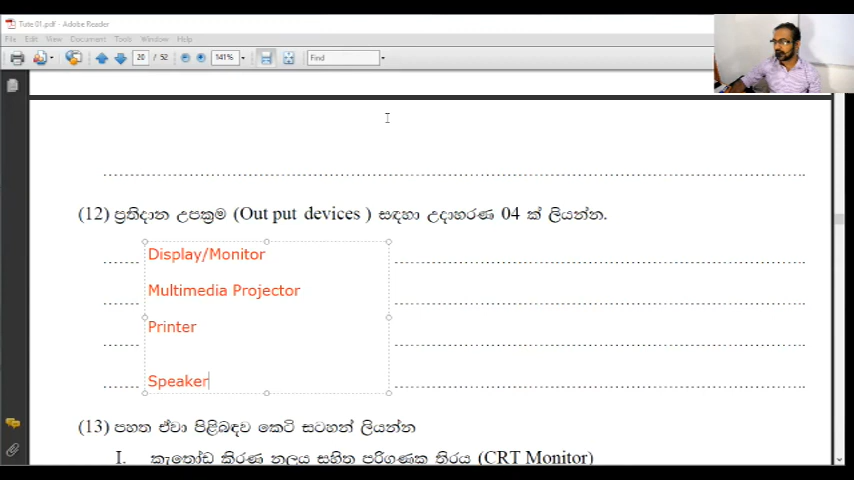 Tute 01.pdf - Adobe Reader
File Edit View Document Tools Window Help
20 / 52 141% Find
(12) ප්‍රතිදාන උපක්‍රම (Out put devices ) සඳහා උදාහරණ 04 ක් ලියන්න.
Display/Monitor
Multimedia Projector
Printer
Speaker
(13) පහත ඒවා පිළිබඳව කෙටි සටහන් ලියන්න
I. කැතෝඩ කිරණ නලය සහිත පරිගණක තිරය (CRT Monitor)